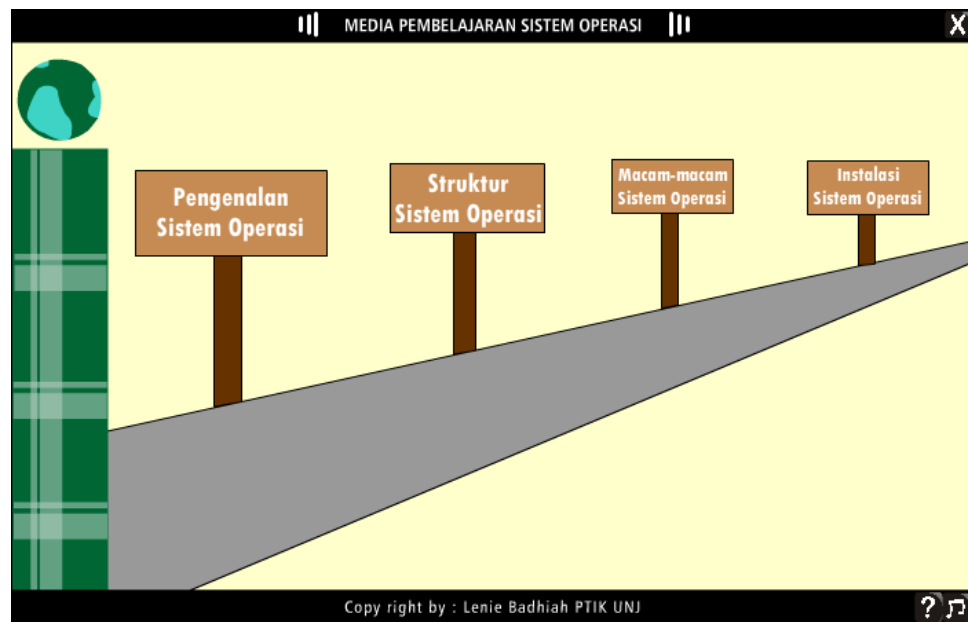 MEDIA PEMBELAJARAN SISTEM OPERASI
X
Pengenalan
Sistem Operasi
Struktur
Sistem Operasi
Macam-macam
Sistem Operasi
Instalasi
Sistem Operasi
Copy right by : Lenie Badhiah PTIK UNJ
?